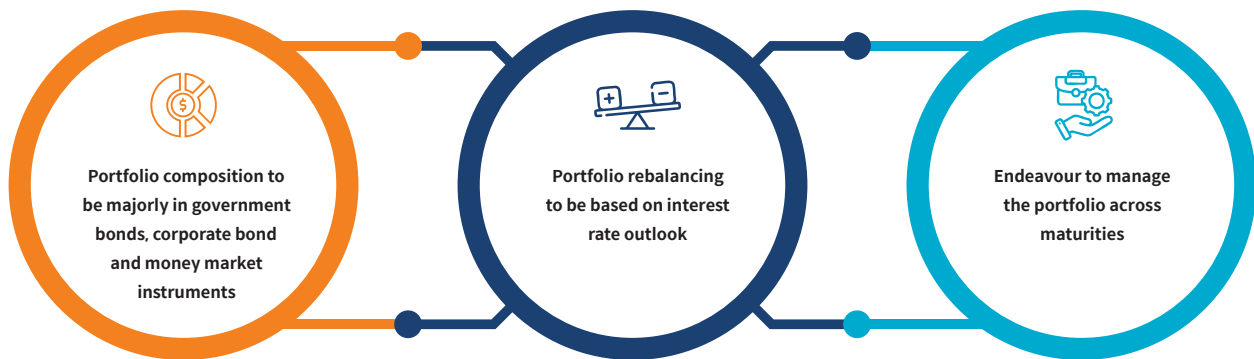 $
Portfolio composition to
be majorly in government
bonds, corporate bond
and money market
instruments
+ -
Portfolio rebalancing
to be based on interest
rate outlook
Endeavour to manage
the portfolio across
maturities